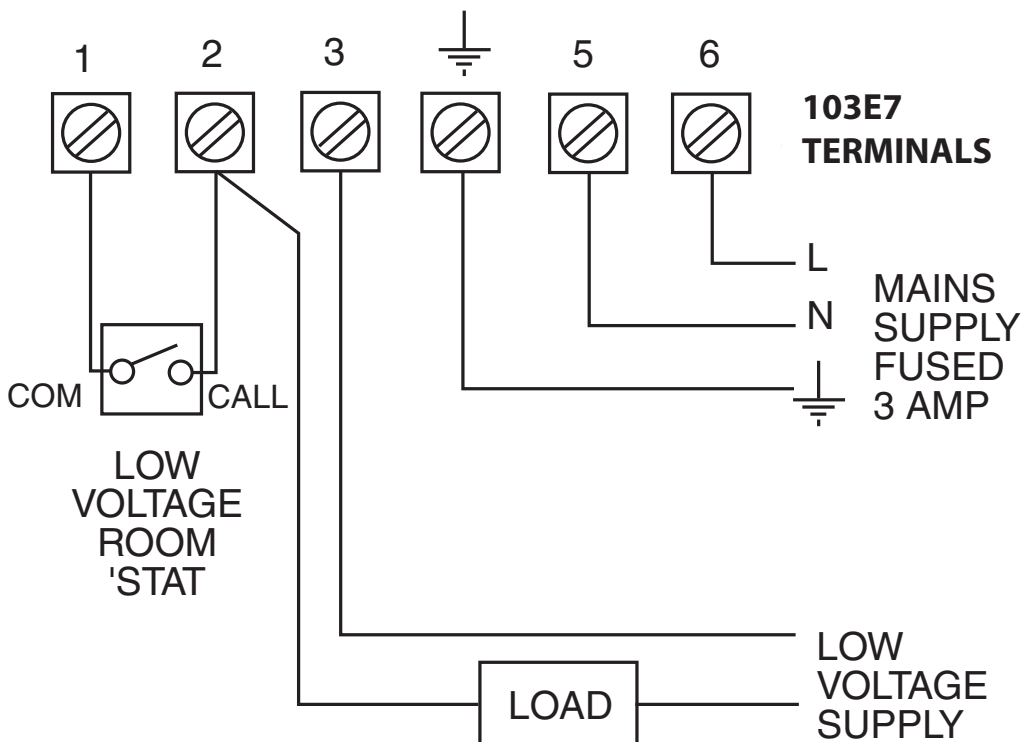 1 2 3 5 6
103E7
TERMINALS
L
N
MAINS
SUPPLY
FUSED
3 AMP
COM
CALL
LOW
VOLTAGE
ROOM
'STAT
LOAD
LOW
VOLTAGE
SUPPLY